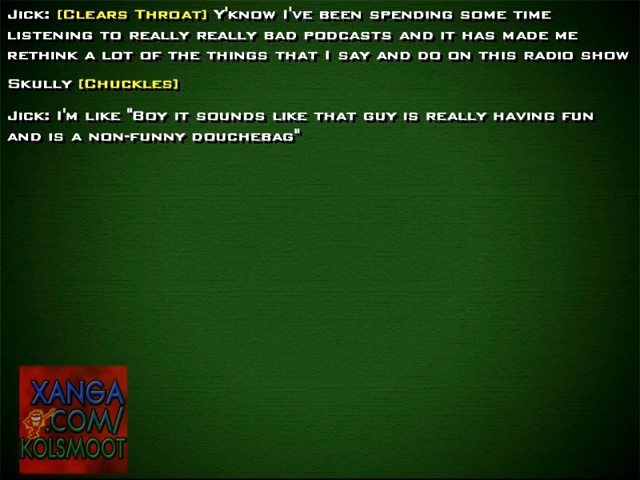 Jick: [Clears Throat] Y'know I've been spending some time
listening to really really bad podcasts and it has made me
rethink a lot of the things that I say and do on this radio show
Skully [Chuckles]
Jick: I'm like "Boy it sounds like that guy is really having fun
and is a non-funny douchebag"
XANGA
.COM/
KOLSMOOT